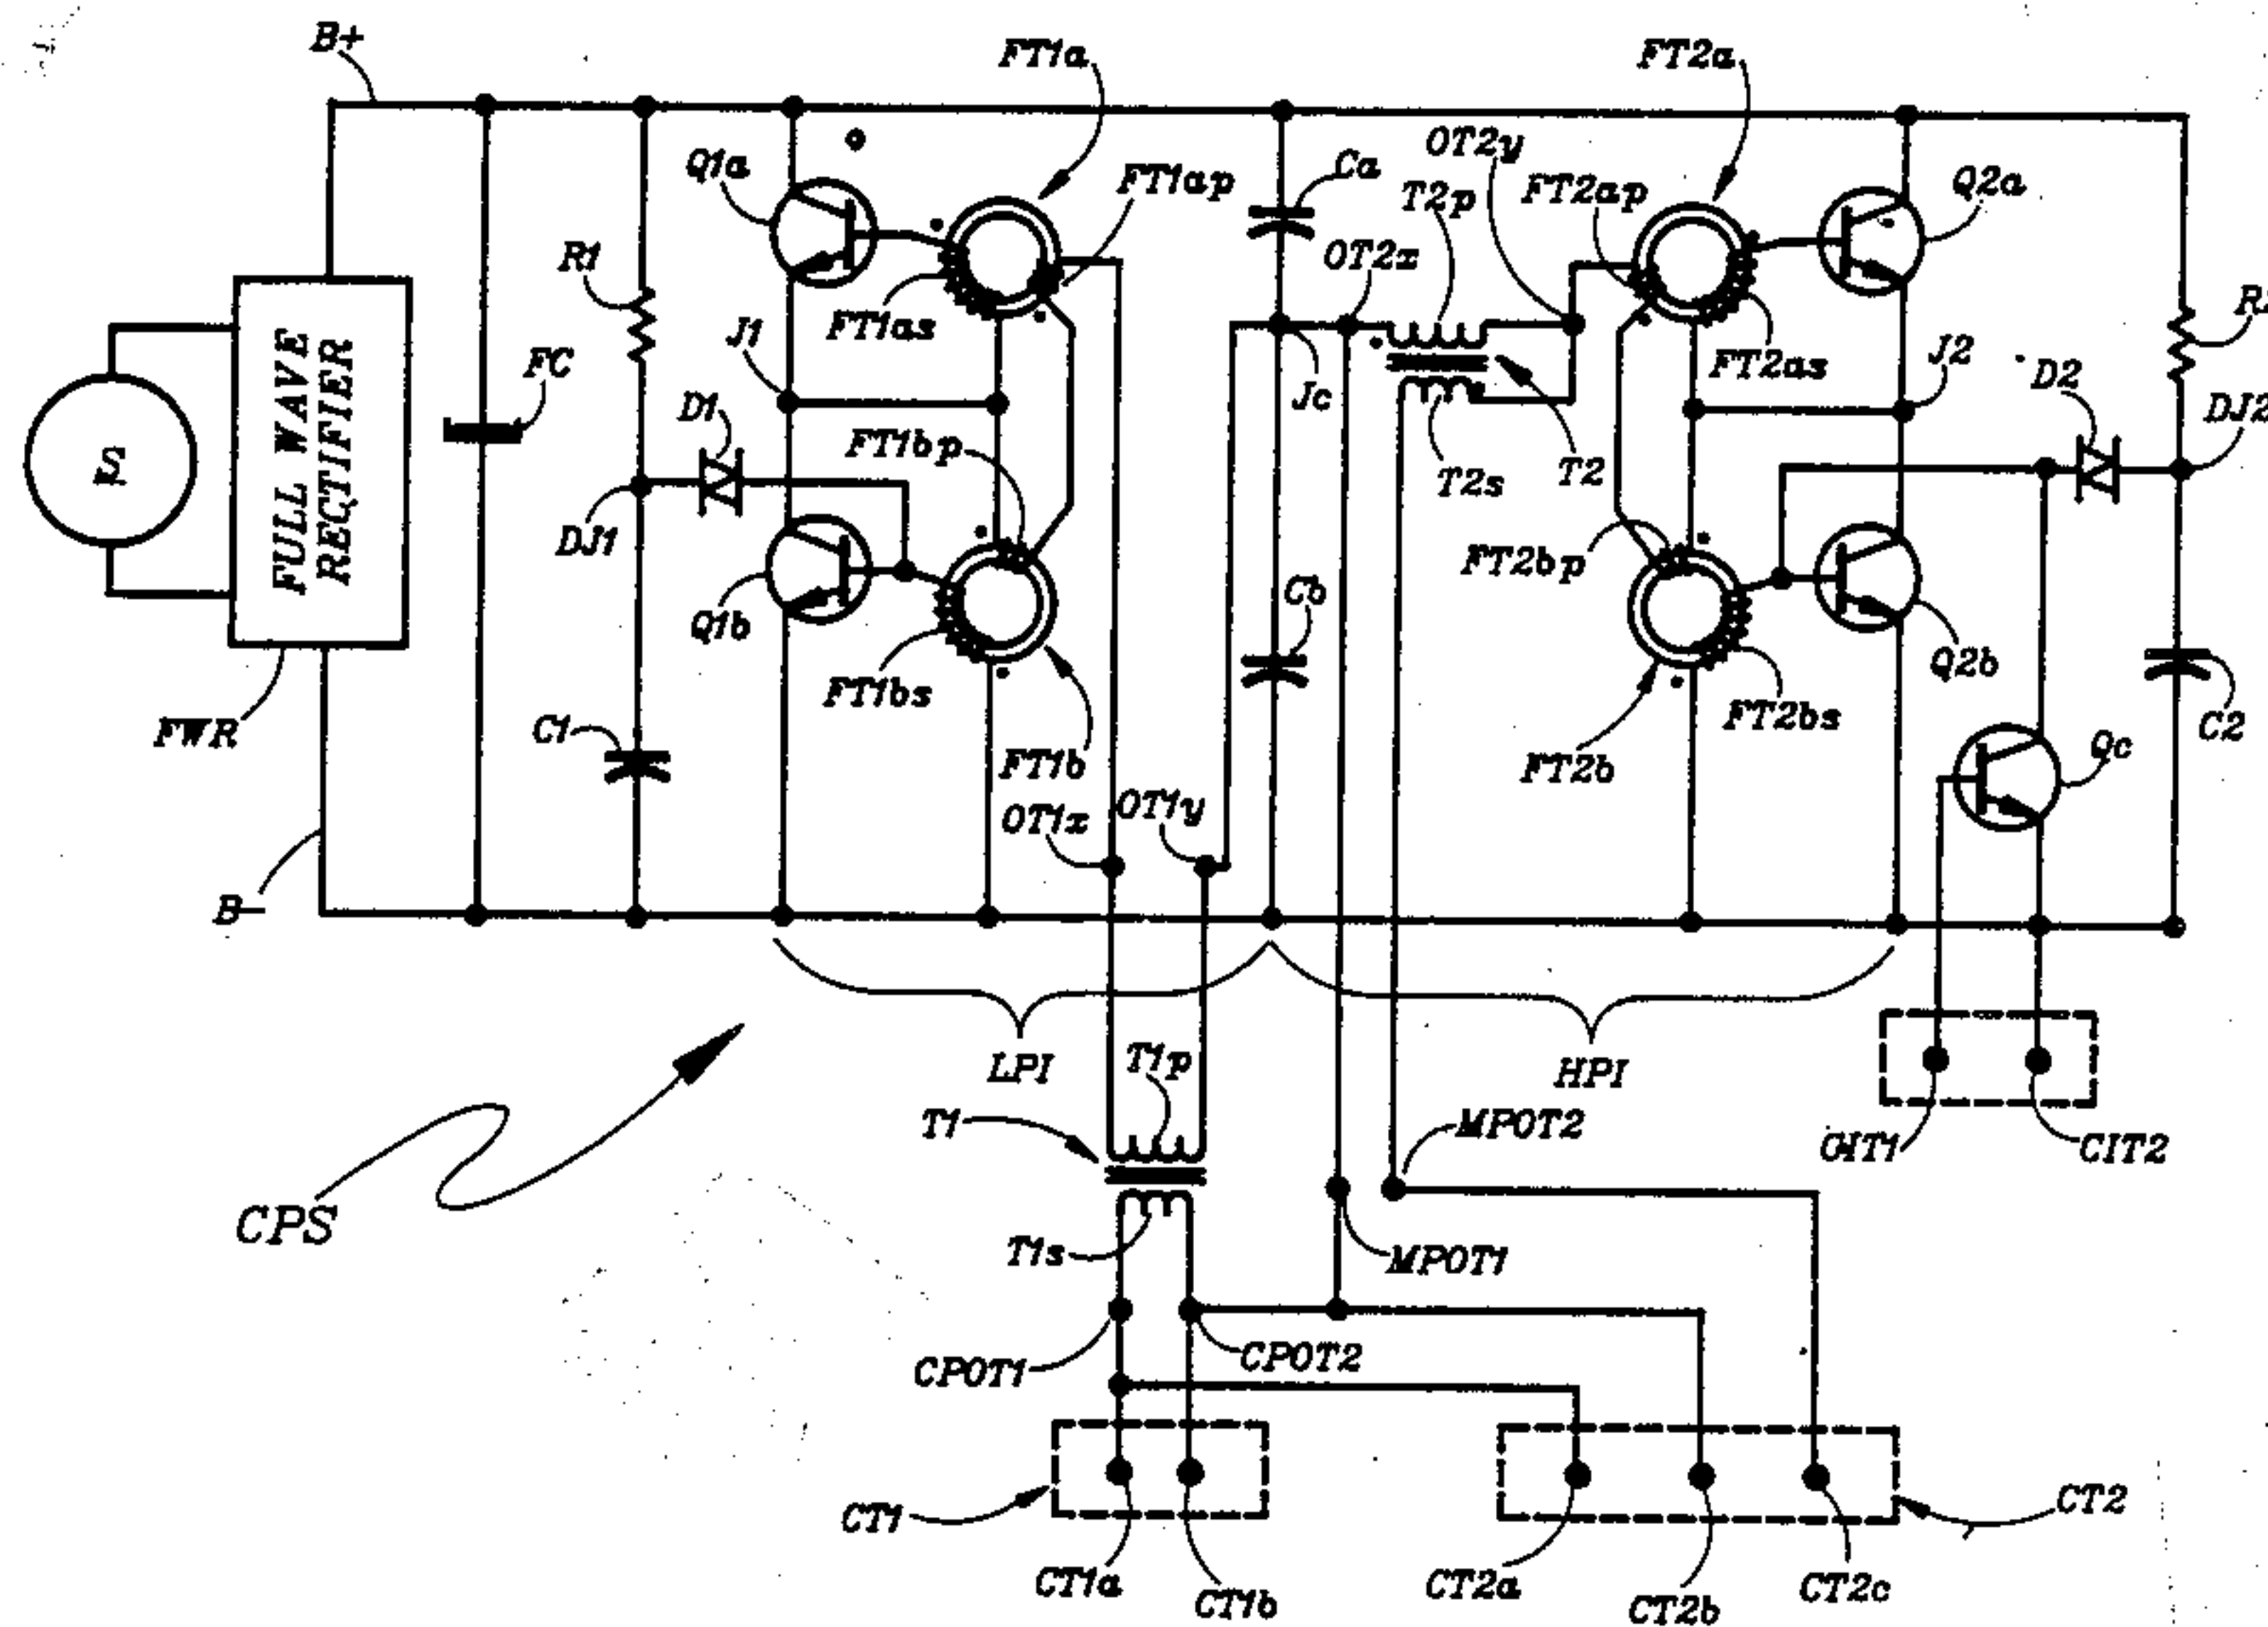 B+
FT1a
FT2a
Q1a
FT1ap
Ca
OT2y
T2p
FT2ap
Q2a
R1
FT1as
OT2x
J1
FC
D1
Jc
FT2as
J2
D2
DJ2
S
FULL WAVE
RECTIFIER
FT1bp
T2s
T2
DJ1
Q1b
Cb
FT2bp
Q2b
FT1bs
FT2bs
FWR
C1
FT1b
FT2b
Qc
C2
OT1x
OT1y
B-
LPI
T1p
HPI
T1
MPOT2
CIT2
CPS
T1s
MPOT1
CPOT1
CPOT2
CT1
CT2
CT1a
CT1b
CT2a
CT2b
CT2c